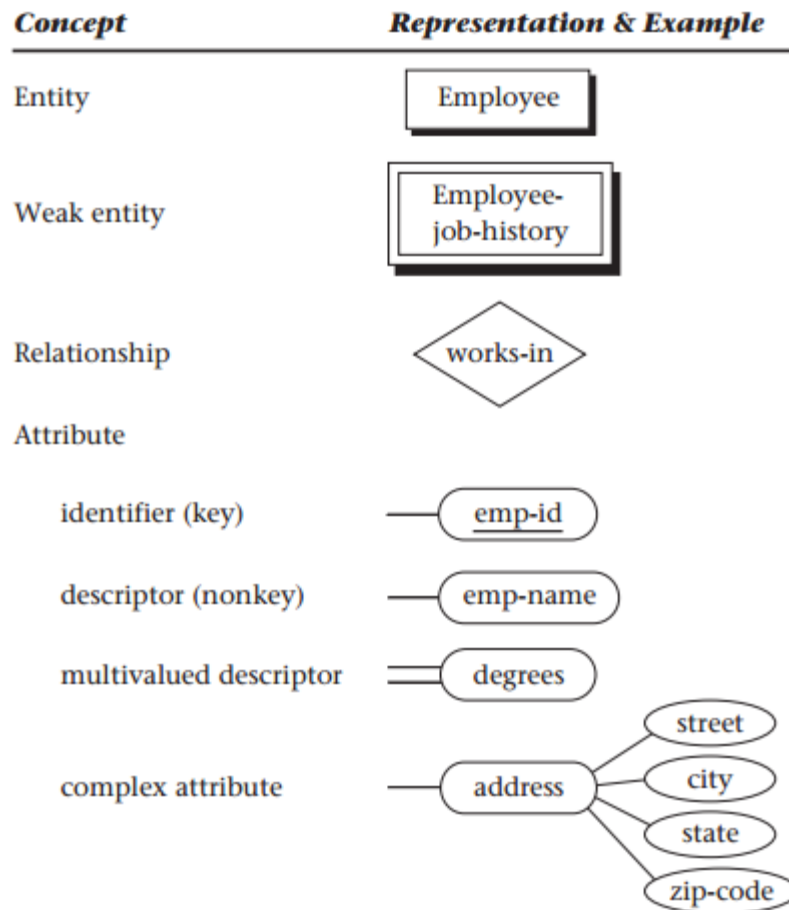 Concept Representation & Example
Entity Employee
Weak entity Employee-
job-history
Relationship works-in
Attribute
identifier (key) emp-id
descriptor (nonkey) emp-name
multivalued descriptor degrees
complex attribute address
street
city
state
zip-code